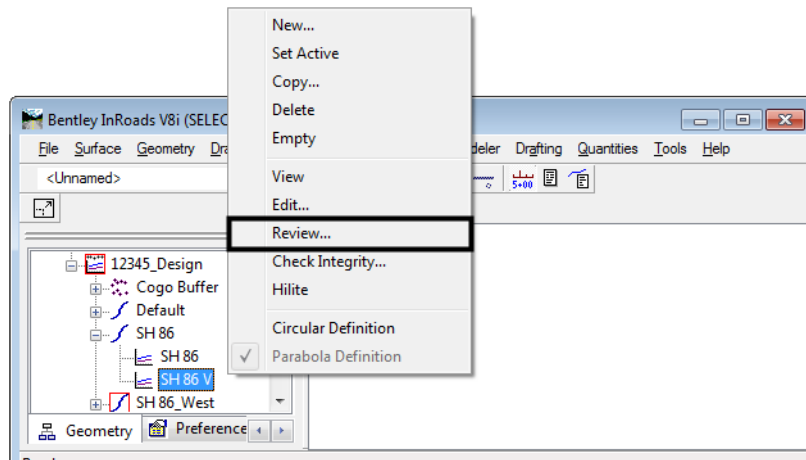 New...
Set Active
Copy...
Delete
Empty
View
Edit...
Review...
Check Integrity...
Hilite
Circular Definition
Parabola Definition
Bentley InRoads V8i (SELEC
File Surface Geometry Drafting Quantities Tools Help
<Unnamed>
5+00
12345_Design
Cogo Buffer
Default
SH 86
SH 86
SH 86 V
SH 86_West
Geometry Preference